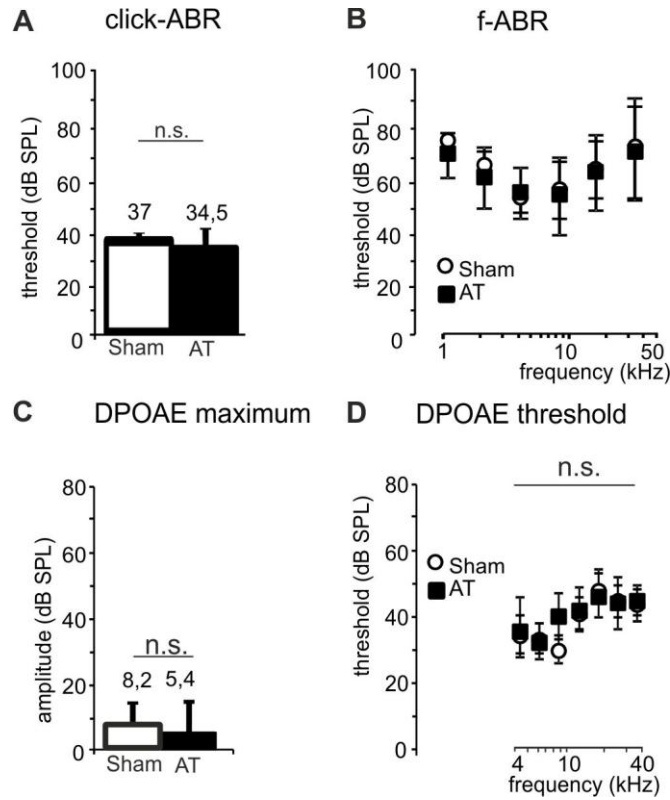 A click-ABR
threshold (dB SPL)
100
80
60
40
20
0
n.s.
37 34,5
Sham AT
B f-ABR
threshold (dB SPL)
100
80
60
40
20
0
Sham
AT
1 10 50
frequency (kHz)
C DPOAE maximum
amplitude (dB SPL)
80
60
40
20
0
n.s.
8,2 5,4
Sham AT
D DPOAE threshold
threshold (dB SPL)
80
60
40
20
0
n.s.
Sham
AT
4 10 40
frequency (kHz)